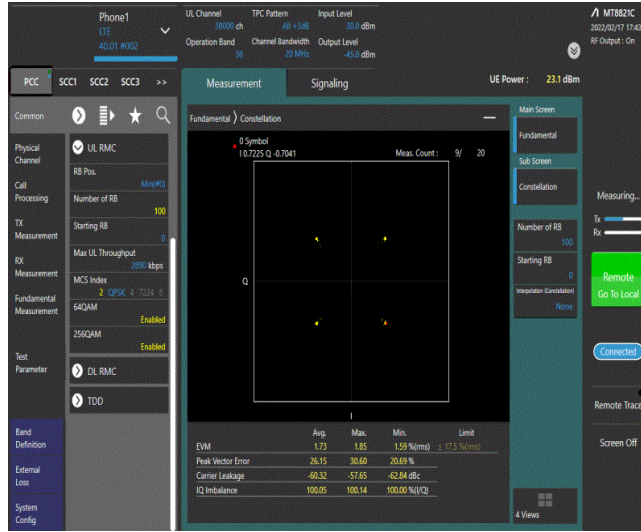 Phone1
LTE
40.01 #002
UL Channel TPC Pattern Input Level
38000 ch All +3dB 30.0 dBm
Operation Band Channel Bandwidth Output Level
38 20 MHz -45.0 dBm
MT8821C
2022/02/17 17:43
RF Output : On
PCC SCC1 SCC2 SCC3 >>
Measurement Signaling UE Power : 23.1 dBm
Common
Physical
Channel
Call
Processing
TX
Measurement
RX
Measurement
Fundamental
Measurement
Test
Parameter
Band
Definition
External
Loss
System
Config
UL RMC
RB Pos.
Min(#0)
Number of RB
100
Starting RB
0
Max UL Throughput
2890 kbps
MCS Index
2 QPSK 4 7224 8
64QAM
Enabled
256QAM
Enabled
DL RMC
TDD
Fundamental > Constellation
0 Symbol
I 0.7225 Q -0.7041 Meas. Count : 9/ 20
Q
I
Avg. Max. Min. Limit
EVM 1.73 1.85 1.59 %(rms) ≤ 17.5 %(rms)
Peak Vector Error 26.15 30.60 20.69 %
Carrier Leakage -60.32 -57.65 -62.84 dBc
IQ Imbalance 100.05 100.14 100.00 %(I/Q)
Main Screen
Fundamental
Sub Screen
Constellation
Number of RB
100
Starting RB
0
Interpolation (Constellation)
None
4 Views
Measuring...
Tx
Rx
Remote
Go To Local
Connected
Remote Trace
Screen Off